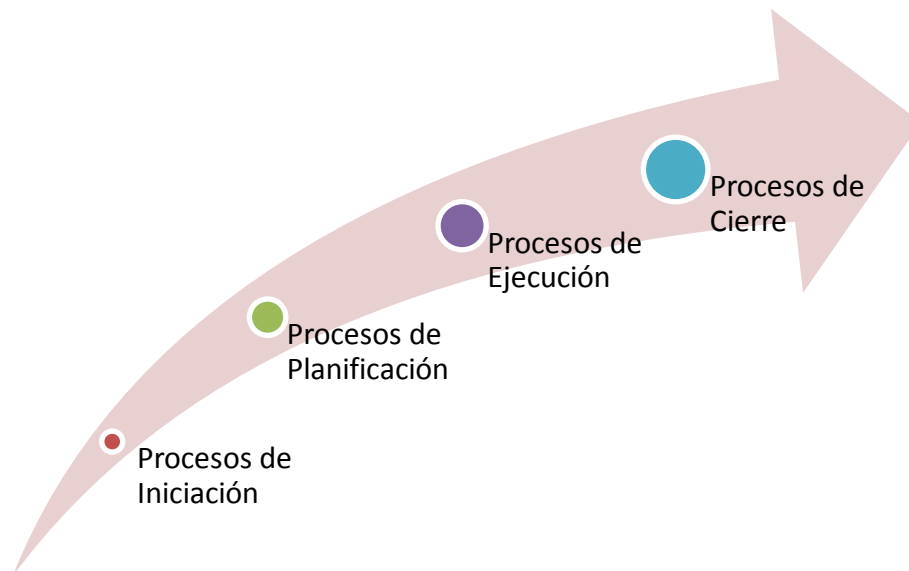 Procesos de
Cierre
Procesos de
Ejecución
Procesos de
Planificación
Procesos de
Iniciación